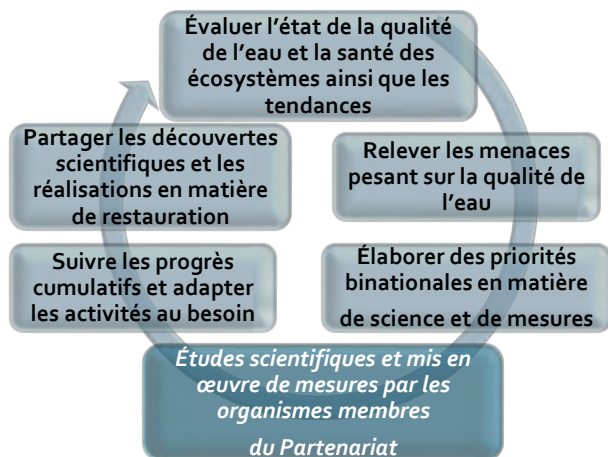 Évaluer l’état de la qualité
de l’eau et la santé des
écosystèmes ainsi que les
tendances
Relever les menaces
pesant sur la qualité de
l’eau
Élaborer des priorités
binationales en matière
de science et de mesures
Études scientifiques et mis en
œuvre de mesures par les
organismes membres
du Partenariat
Suivre les progrès
cumulatifs et adapter
les activités au besoin
Partager les découvertes
scientifiques et les
réalisations en matière
de restauration